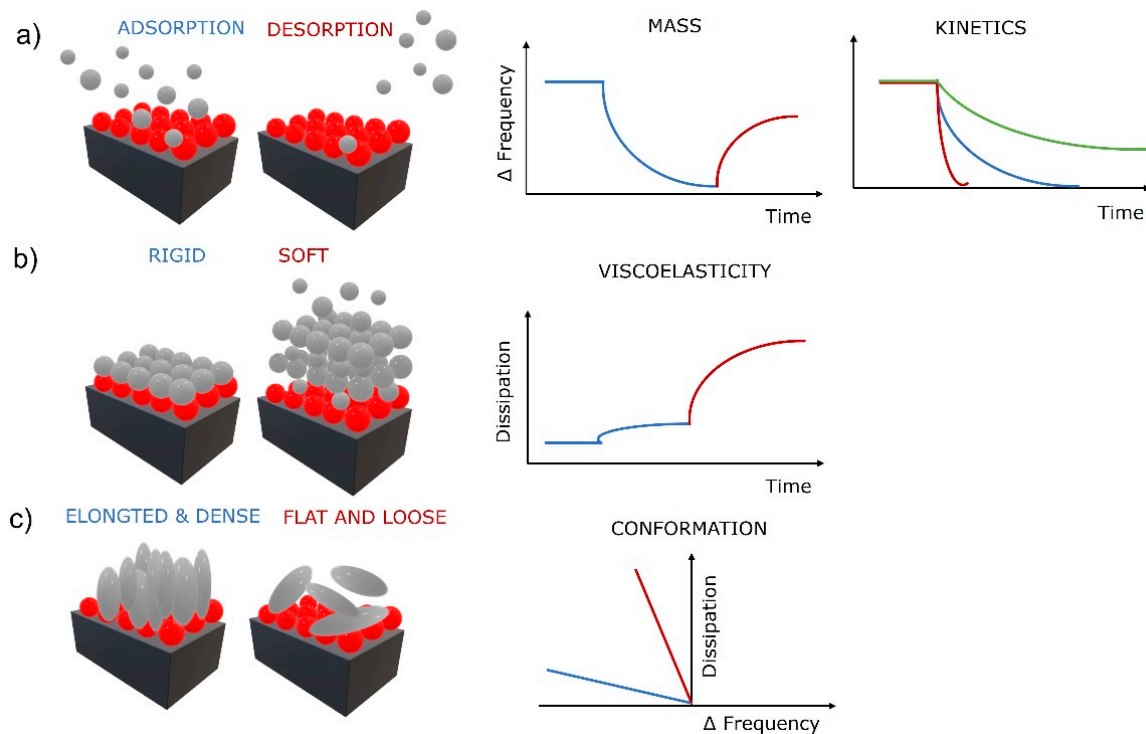 a)
ADSORPTION DESORPTION
MASS
Δ Frequency
Time
KINETICS
Time
b)
RIGID SOFT
VISCOELASTICITY
Dissipation
Time
c)
ELONGTED & DENSE FLAT AND LOOSE
CONFORMATION
Dissipation
Δ Frequency